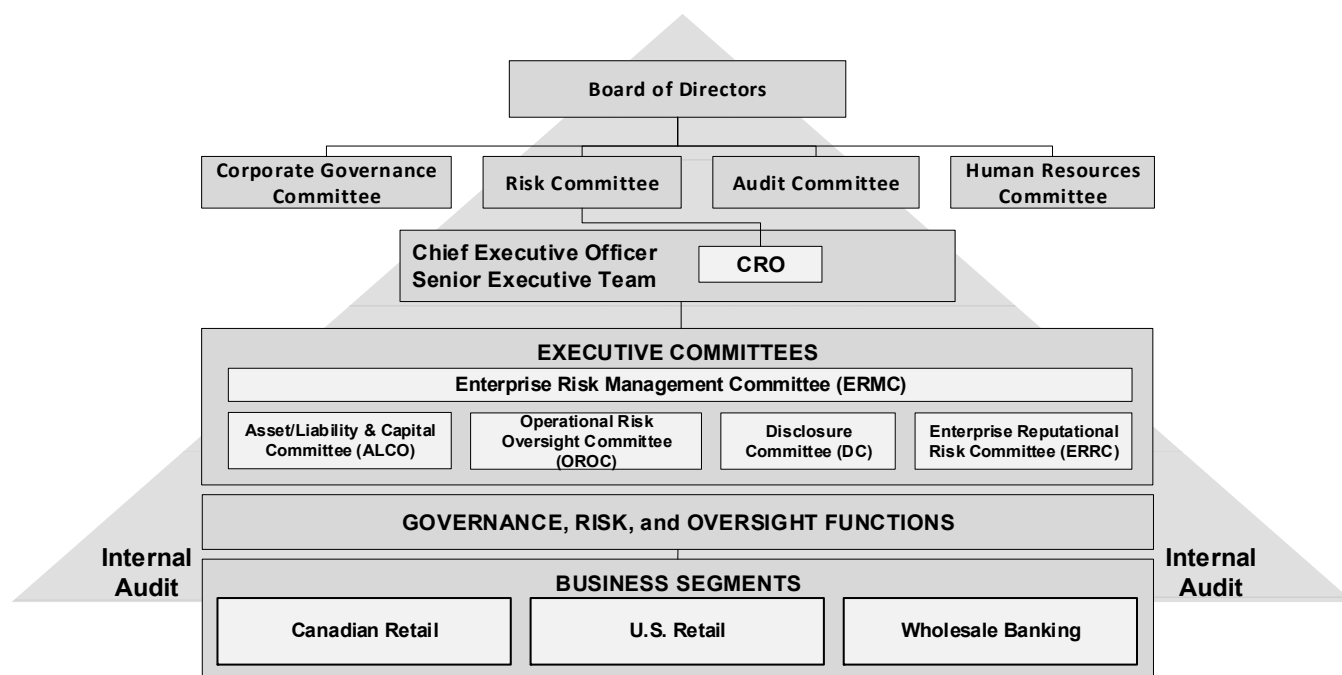 Board of Directors
Corporate Governance
Committee
Risk Committee
Audit Committee
Human Resources
Committee
Chief Executive Officer
Senior Executive Team
CRO
EXECUTIVE COMMITTEES
Enterprise Risk Management Committee (ERMC)
Asset/Liability & Capital
Committee (ALCO)
Operational Risk
Oversight Committee
(OROC)
Disclosure
Committee (DC)
Enterprise Reputational
Risk Committee (ERRC)
GOVERNANCE, RISK, and OVERSIGHT FUNCTIONS
Internal
Audit
Internal
Audit
BUSINESS SEGMENTS
Canadian Retail
U.S. Retail
Wholesale Banking